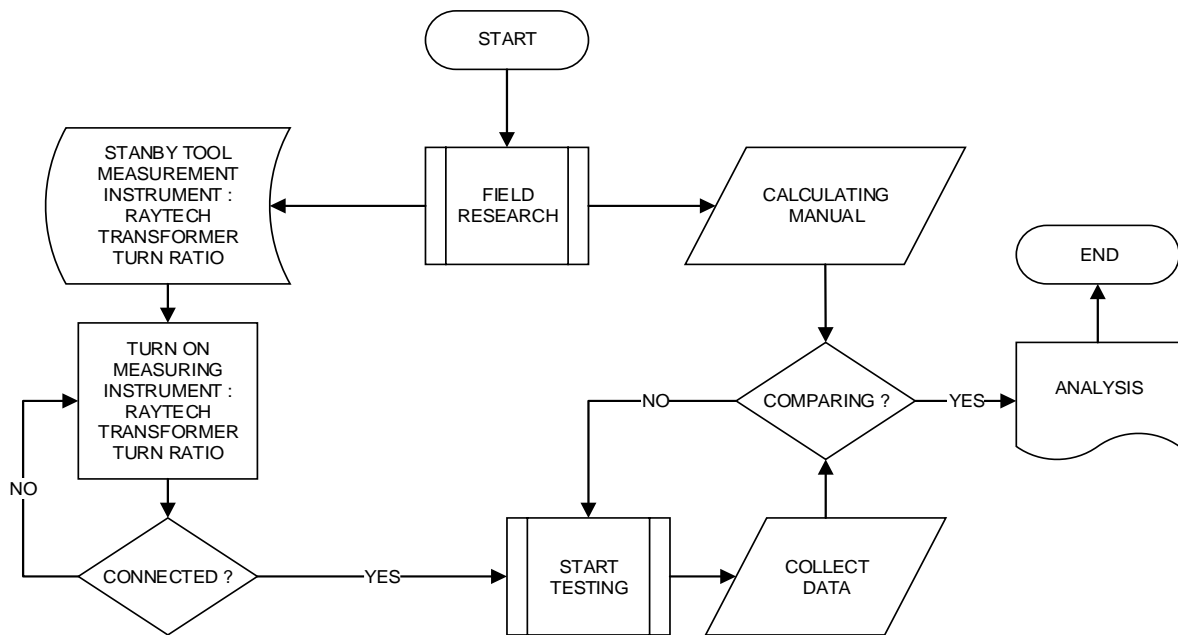 START
STANBY TOOL
MEASUREMENT
INSTRUMENT :
RAYTECH
TRANSFORMER
TURN RATIO
FIELD
RESEARCH
CALCULATING
MANUAL
END
TURN ON
MEASURING
INSTRUMENT :
RAYTECH
TRANSFORMER
TURN RATIO
NO
COMPARING ?
YES
ANALYSIS
NO
CONNECTED ?
YES
START
TESTING
COLLECT
DATA